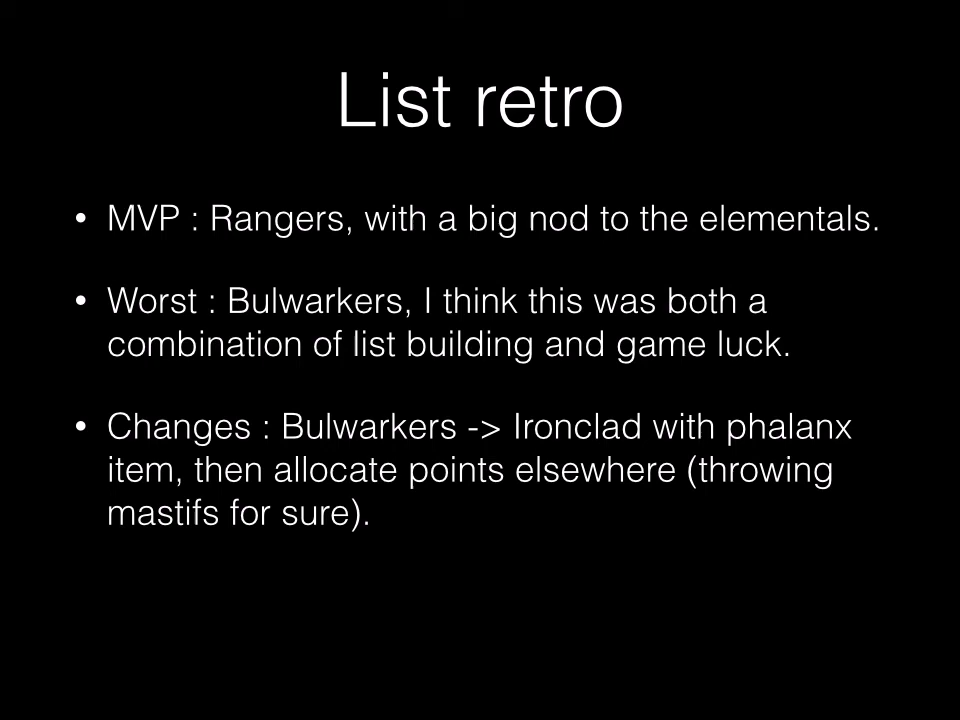 List retro
• MVP : Rangers, with a big nod to the elementals.
• Worst : Bulwarkers, I think this was both a
combination of list building and game luck.
• Changes : Bulwarkers -> Ironclad with phalanx
item, then allocate points elsewhere (throwing
mastifs for sure).